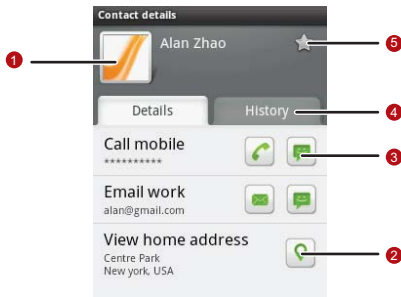 Contact details
Alan Zhao
1
5
Details
History
4
Call mobile
**********
3
Email work
alan@gmail.com
View home address
Centre Park
New york, USA
2